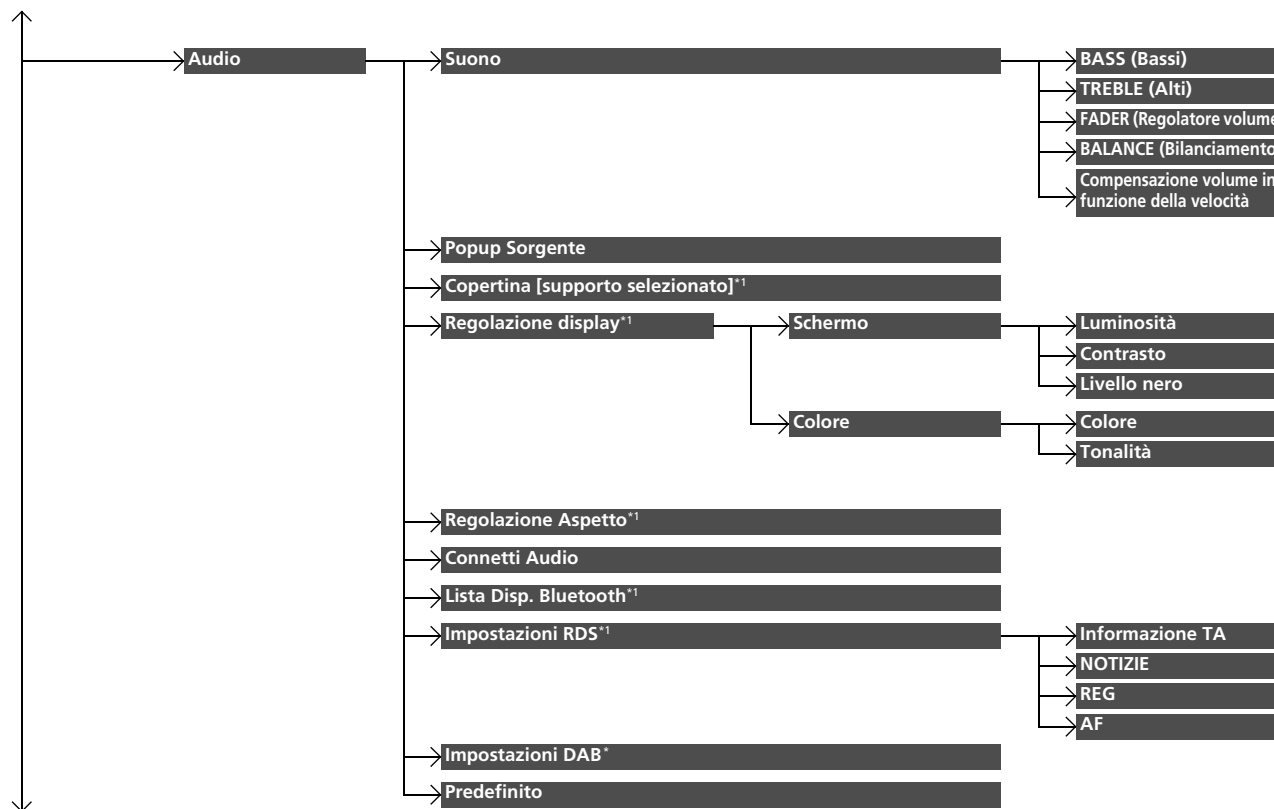 Audio
Suono
BASS (Bassi)
TREBLE (Alti)
FADER (Regolatore volume
BALANCE (Bilanciamento
Compensazione volume in
funzione della velocità
Popup Sorgente
Copertina [supporto selezionato]*1
Regolazione display*1
Schermo
Luminosità
Contrasto
Livello nero
Colore
Colore
Tonalità
Regolazione Aspetto*1
Connetti Audio
Lista Disp. Bluetooth*1
Impostazioni RDS*1
Informazione TA
NOTIZIE
REG
AF
Impostazioni DAB*
Predefinito